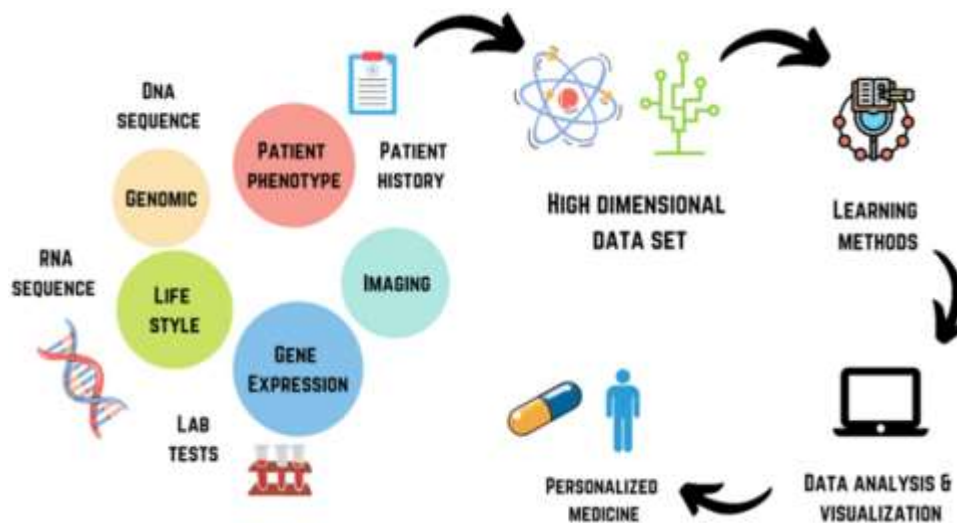 DNA
SEQUENCE
PATIENT
PHENOTYPE
PATIENT
HISTORY
GENOMIC
RNA
SEQUENCE
LIFE
STYLE
IMAGING
GENE
EXPRESSION
LAB
TESTS
HIGH DIMENSIONAL
DATA SET
LEARNING
METHODS
DATA ANALYSIS &
VISUALIZATION
PERSONALIZED
MEDICINE